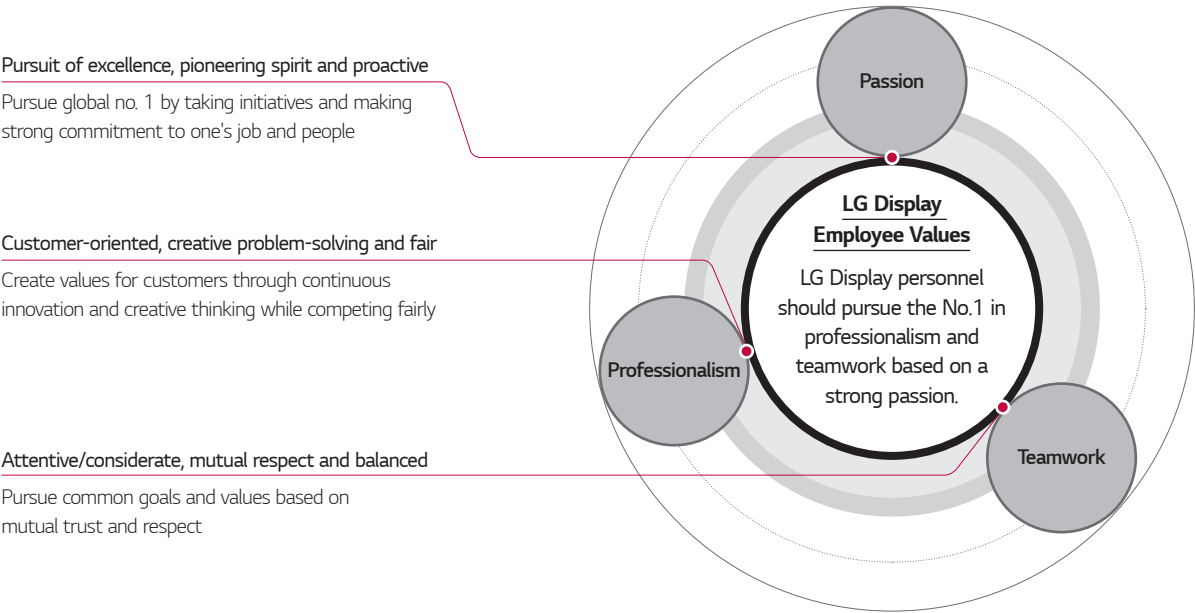 Pursuit of excellence, pioneering spirit and proactive
Pursue global no. 1 by taking initiatives and making
strong commitment to one's job and people
Customer-oriented, creative problem-solving and fair
Create values for customers through continuous
innovation and creative thinking while competing fairly
Attentive/considerate, mutual respect and balanced
Pursue common goals and values based on
mutual trust and respect
Passion
LG Display
Employee Values
LG Display personnel
should pursue the No.1 in
professionalism and
teamwork based on a
strong passion.
Professionalism
Teamwork